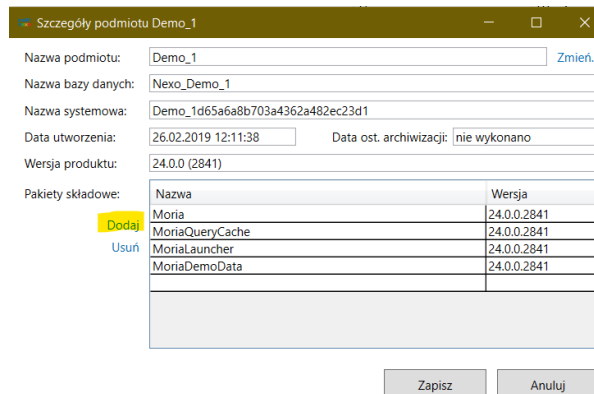 Szczegóły podmiotu Demo_1
Nazwa podmiotu: Demo_1 Zmień.
Nazwa bazy danych: Nexo_Demo_1
Nazwa systemowa: Demo_1d65a6a8b703a4362a482ec23d1
Data utworzenia: 26.02.2019 12:11:38 Data ost. archiwizacji: nie wykonano
Wersja produktu: 24.0.0 (2841)
Pakiety składowe: Nazwa Wersja
Moria 24.0.0.2841
Dodaj MoriaQueryCache 24.0.0.2841
Usuń MoriaLauncher 24.0.0.2841
MoriaDemoData 24.0.0.2841
Zapisz Anuluj